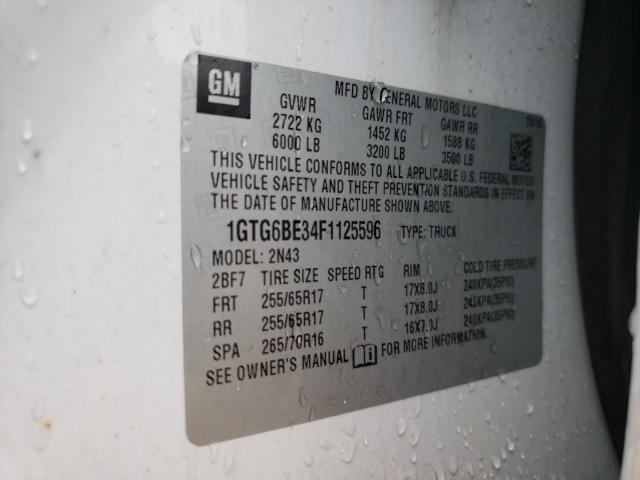 GM
MFD BY GENERAL MOTORS LLC
GVWR GAWR FRT GAWR RR
2722 KG 1452 KG 1588 KG
6000 LB 3200 LB 3500 LB
THIS VEHICLE CONFORMS TO ALL APPLICABLE U.S. FEDERAL MOTOR
VEHICLE SAFETY AND THEFT PREVENTION STANDARDS IN EFFECT ON
THE DATE OF MANUFACTURE SHOWN ABOVE.
1GTG6BE34F1125596 TYPE: TRUCK
MODEL: 2N43
2BF7 TIRE SIZE SPEED RTG RIM COLD TIRE PRESSURE
FRT 255/65R17 T 17X8.0J 240KPA(35PSI)
RR 255/65R17 T 17X8.0J 240KPA(35PSI)
SPA 265/70R16 T 16X7.0J 240KPA(35PSI)
SEE OWNER'S MANUAL FOR MORE INFORMATION.